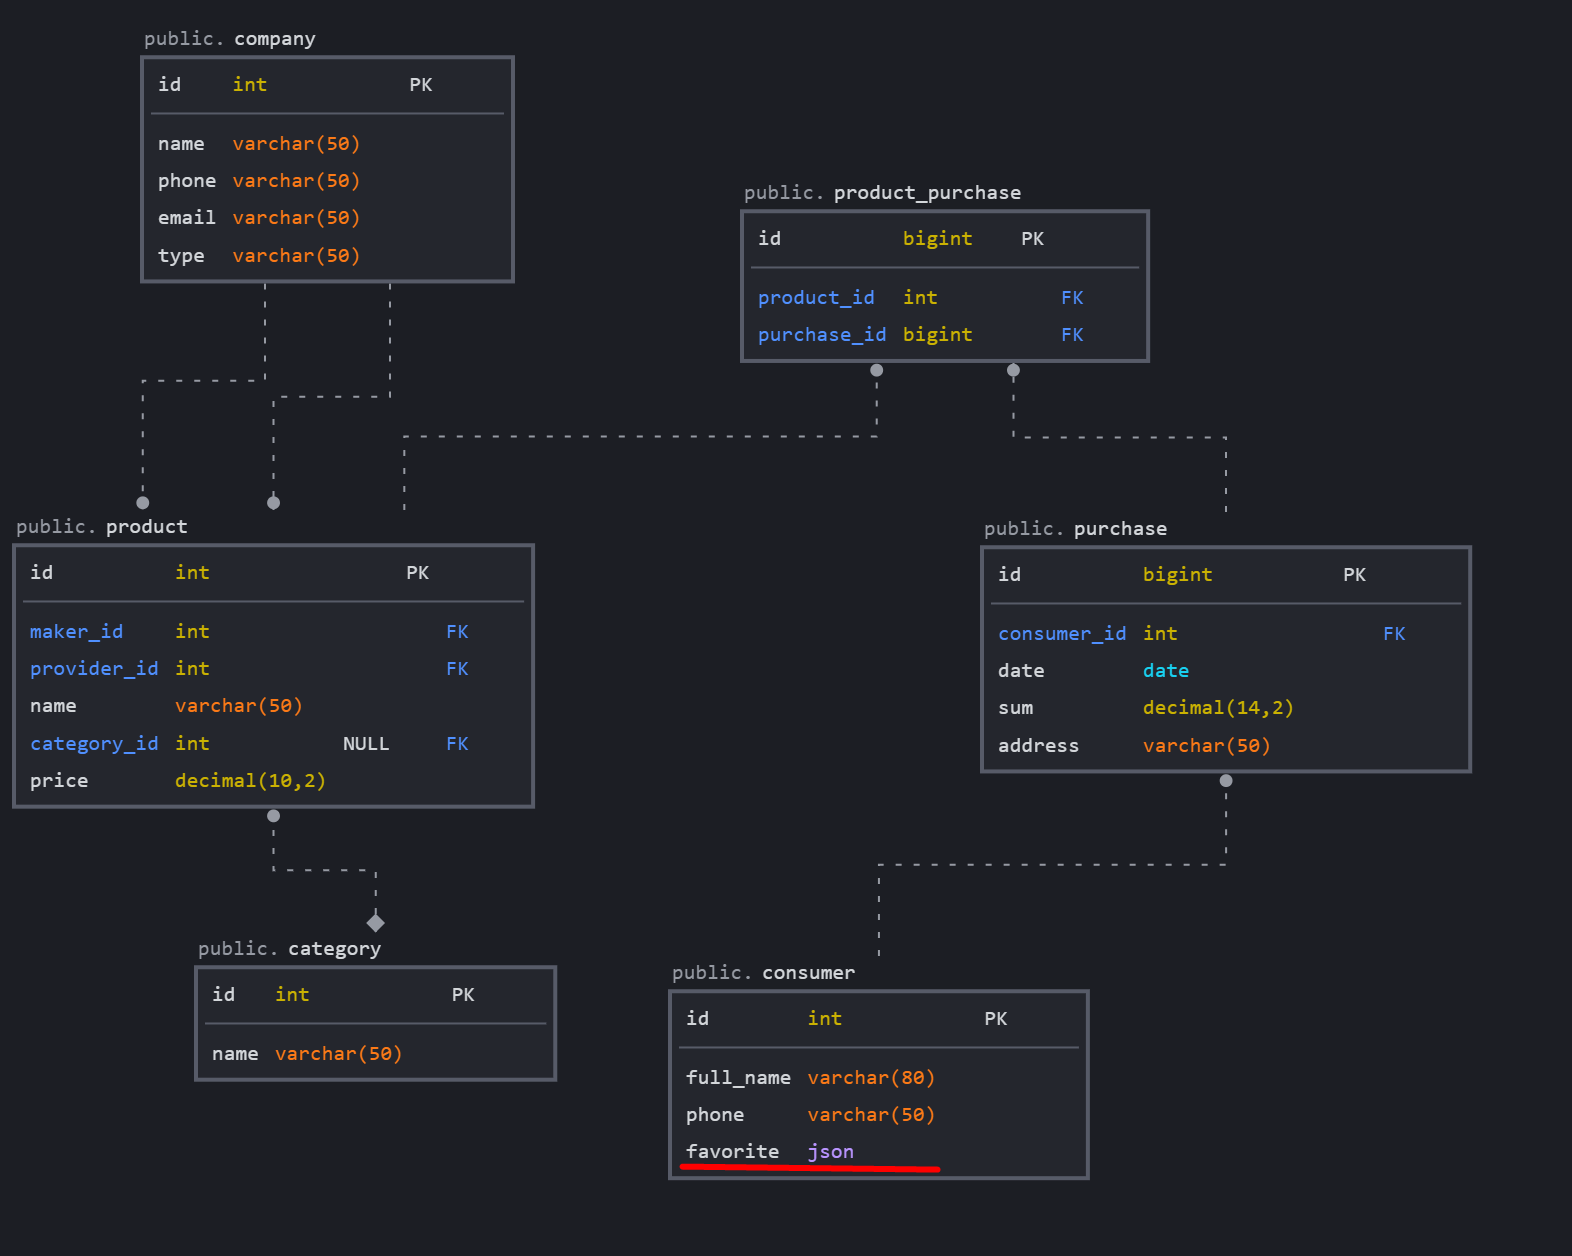 public. company
id int PK
name varchar(50)
phone varchar(50)
email varchar(50)
type varchar(50)
public. product_purchase
id bigint PK
product_id int FK
purchase_id bigint FK
public. product
id int PK
maker_id int FK
provider_id int FK
name varchar(50)
category_id int NULL FK
price decimal(10,2)
public. purchase
id bigint PK
consumer_id int FK
date date
sum decimal(14,2)
address varchar(50)
public. category
id int PK
name varchar(50)
public. consumer
id int PK
full_name varchar(80)
phone varchar(50)
favorite json